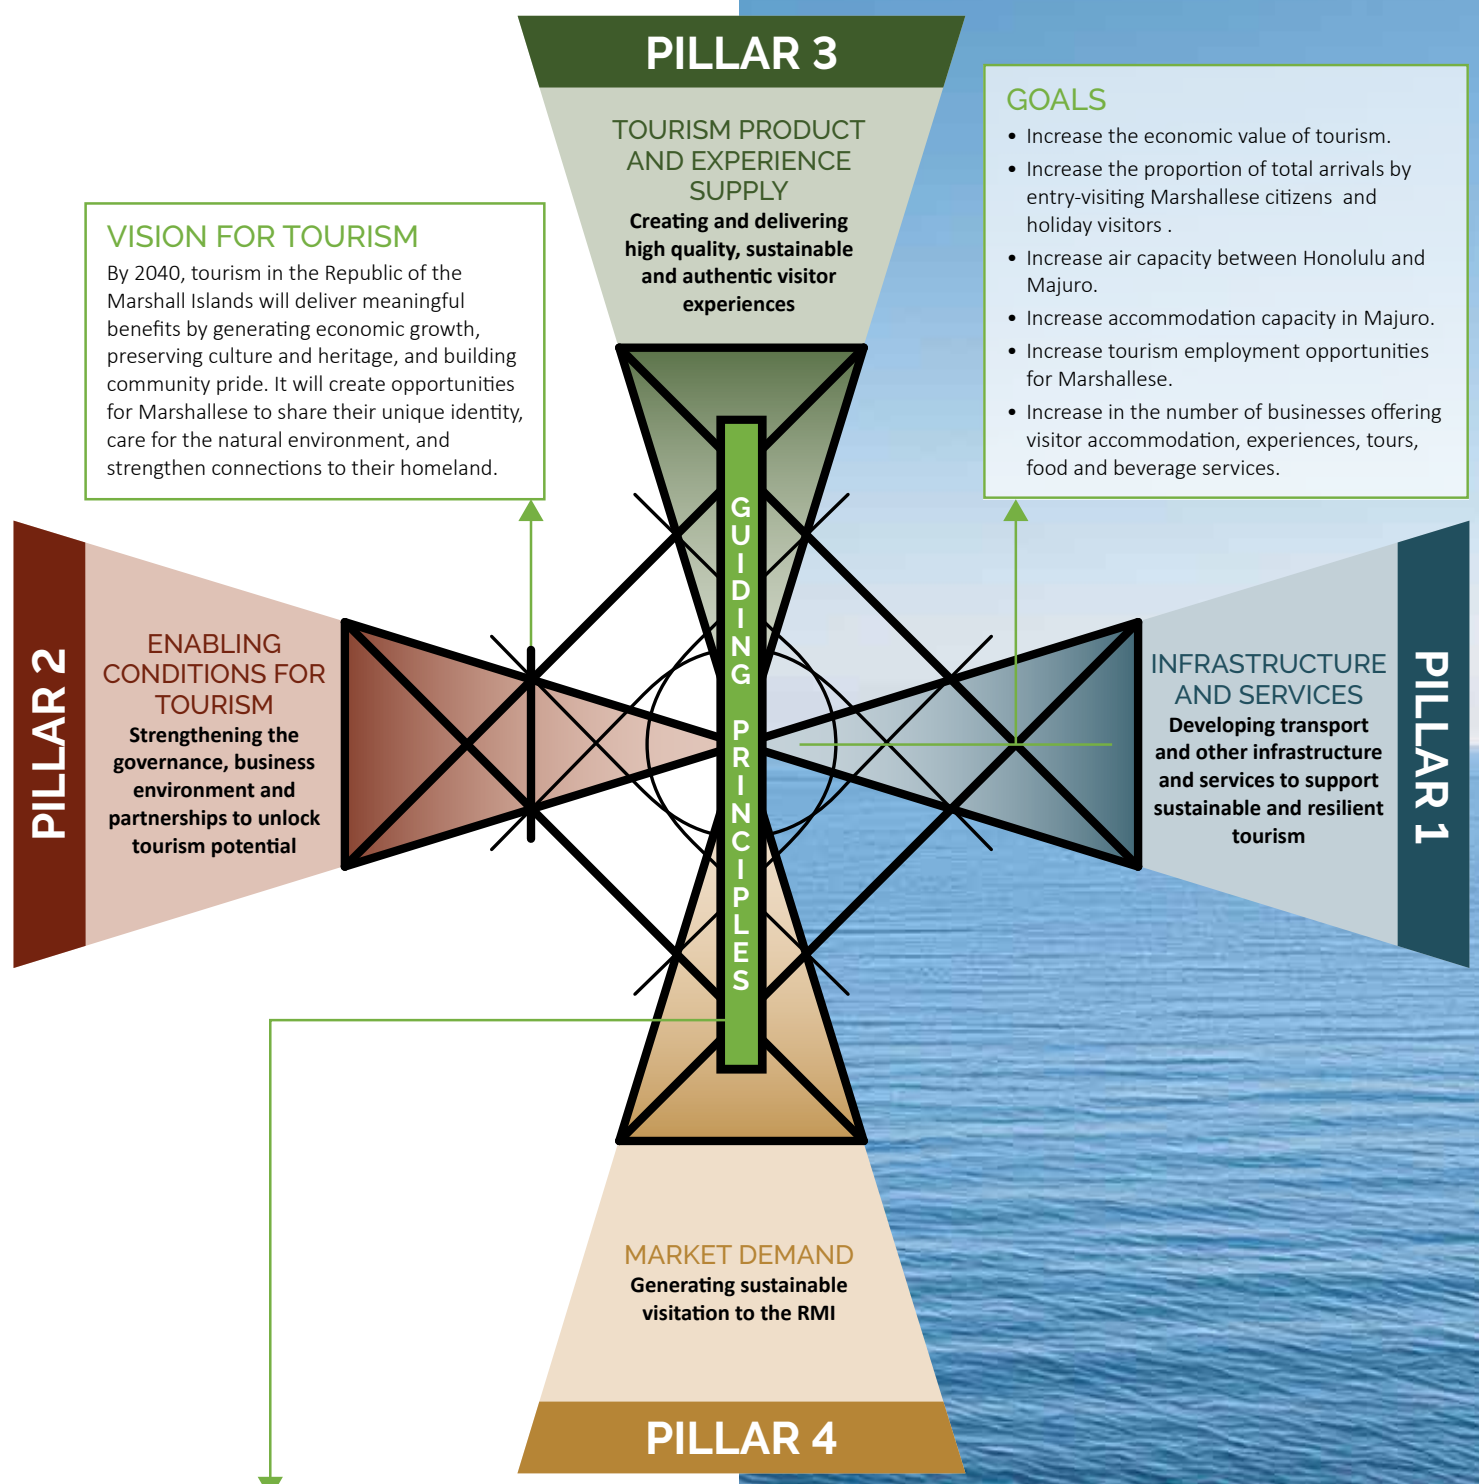 PILLAR 3
TOURISM PRODUCT
AND EXPERIENCE
SUPPLY
Creating and delivering
high quality, sustainable
and authentic visitor
experiences
GOALS
• Increase the economic value of tourism.
• Increase the proportion of total arrivals by
entry-visiting Marshallese citizens and
holiday visitors .
• Increase air capacity between Honolulu and
Majuro.
• Increase accommodation capacity in Majuro.
• Increase tourism employment opportunities
for Marshallese.
• Increase in the number of businesses offering
visitor accommodation, experiences, tours,
food and beverage services.
VISION FOR TOURISM
By 2040, tourism in the Republic of the
Marshall Islands will deliver meaningful
benefits by generating economic growth,
preserving culture and heritage, and building
community pride. It will create opportunities
for Marshallese to share their unique identity,
care for the natural environment, and
strengthen connections to their homeland.
GUIDING PRINCIPLES
PILLAR 2
ENABLING
CONDITIONS FOR
TOURISM
Strengthening the
governance, business
environment and
partnerships to unlock
tourism potential
INFRASTRUCTURE
AND SERVICES
Developing transport
and other infrastructure
and services to support
sustainable and resilient
tourism
PILLAR 1
MARKET DEMAND
Generating sustainable
visitation to the RMI
PILLAR 4